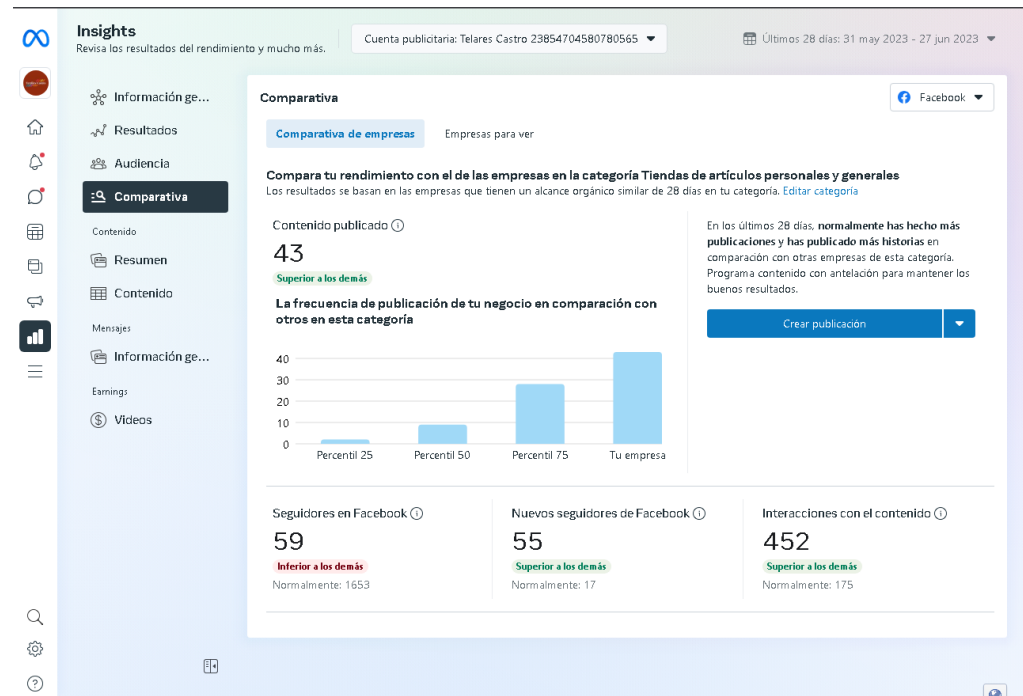 Insights
Revisa los resultados del rendimiento y mucho más.
Cuenta publicitaria: Telares Castro 23854704580780565
Últimos 28 días: 31 may 2023 - 27 jun 2023
Información ge...
Resultados
Audiencia
Comparativa
Contenido
Resumen
Contenido
Mensajes
Información ge...
Earnings
Videos
Comparativa
Facebook
Comparativa de empresas
Empresas para ver
Compara tu rendimiento con el de las empresas en la categoría Tiendas de artículos personales y generales
Los resultados se basan en las empresas que tienen un alcance orgánico similar de 28 días en tu categoría. Editar categoría
Contenido publicado
43
Superior a los demás
La frecuencia de publicación de tu negocio en comparación con
otros en esta categoría
40
30
20
10
0
Percentil 25
Percentil 50
Percentil 75
Tu empresa
En los últimos 28 días, normalmente has hecho más
publicaciones y has publicado más historias en
comparación con otras empresas de esta categoría.
Programa contenido con antelación para mantener los
buenos resultados.
Crear publicación
Seguidores en Facebook
59
Inferior a los demás
Normalmente: 1653
Nuevos seguidores de Facebook
55
Superior a los demás
Normalmente: 17
Interacciones con el contenido
452
Superior a los demás
Normalmente: 175